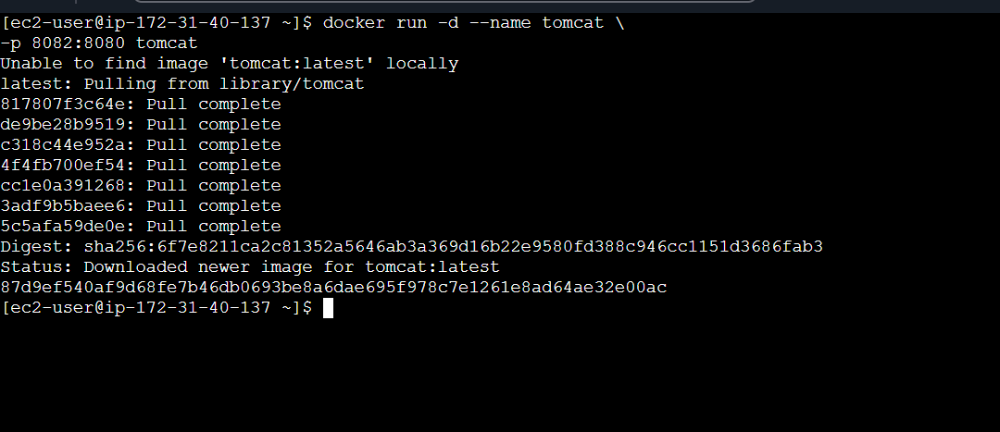 [ec2-user@ip-172-31-40-137 ~]$ docker run -d --name tomcat \
-p 8082:8080 tomcat
Unable to find image 'tomcat:latest' locally
latest: Pulling from library/tomcat
817807f3c64e: Pull complete
de9be28b9519: Pull complete
c318c44e952a: Pull complete
4f4fb700ef54: Pull complete
cc1e0a391268: Pull complete
3adf9b5baee6: Pull complete
5c5afa59de0e: Pull complete
Digest: sha256:6f7e8211ca2c81352a5646ab3a369d16b22e9580fd388c946cc1151d3686fab3
Status: Downloaded newer image for tomcat:latest
87d9ef540af9d68fe7b46db0693be8a6dae695f978c7e1261e8ad64ae32e00ac
[ec2-user@ip-172-31-40-137 ~]$